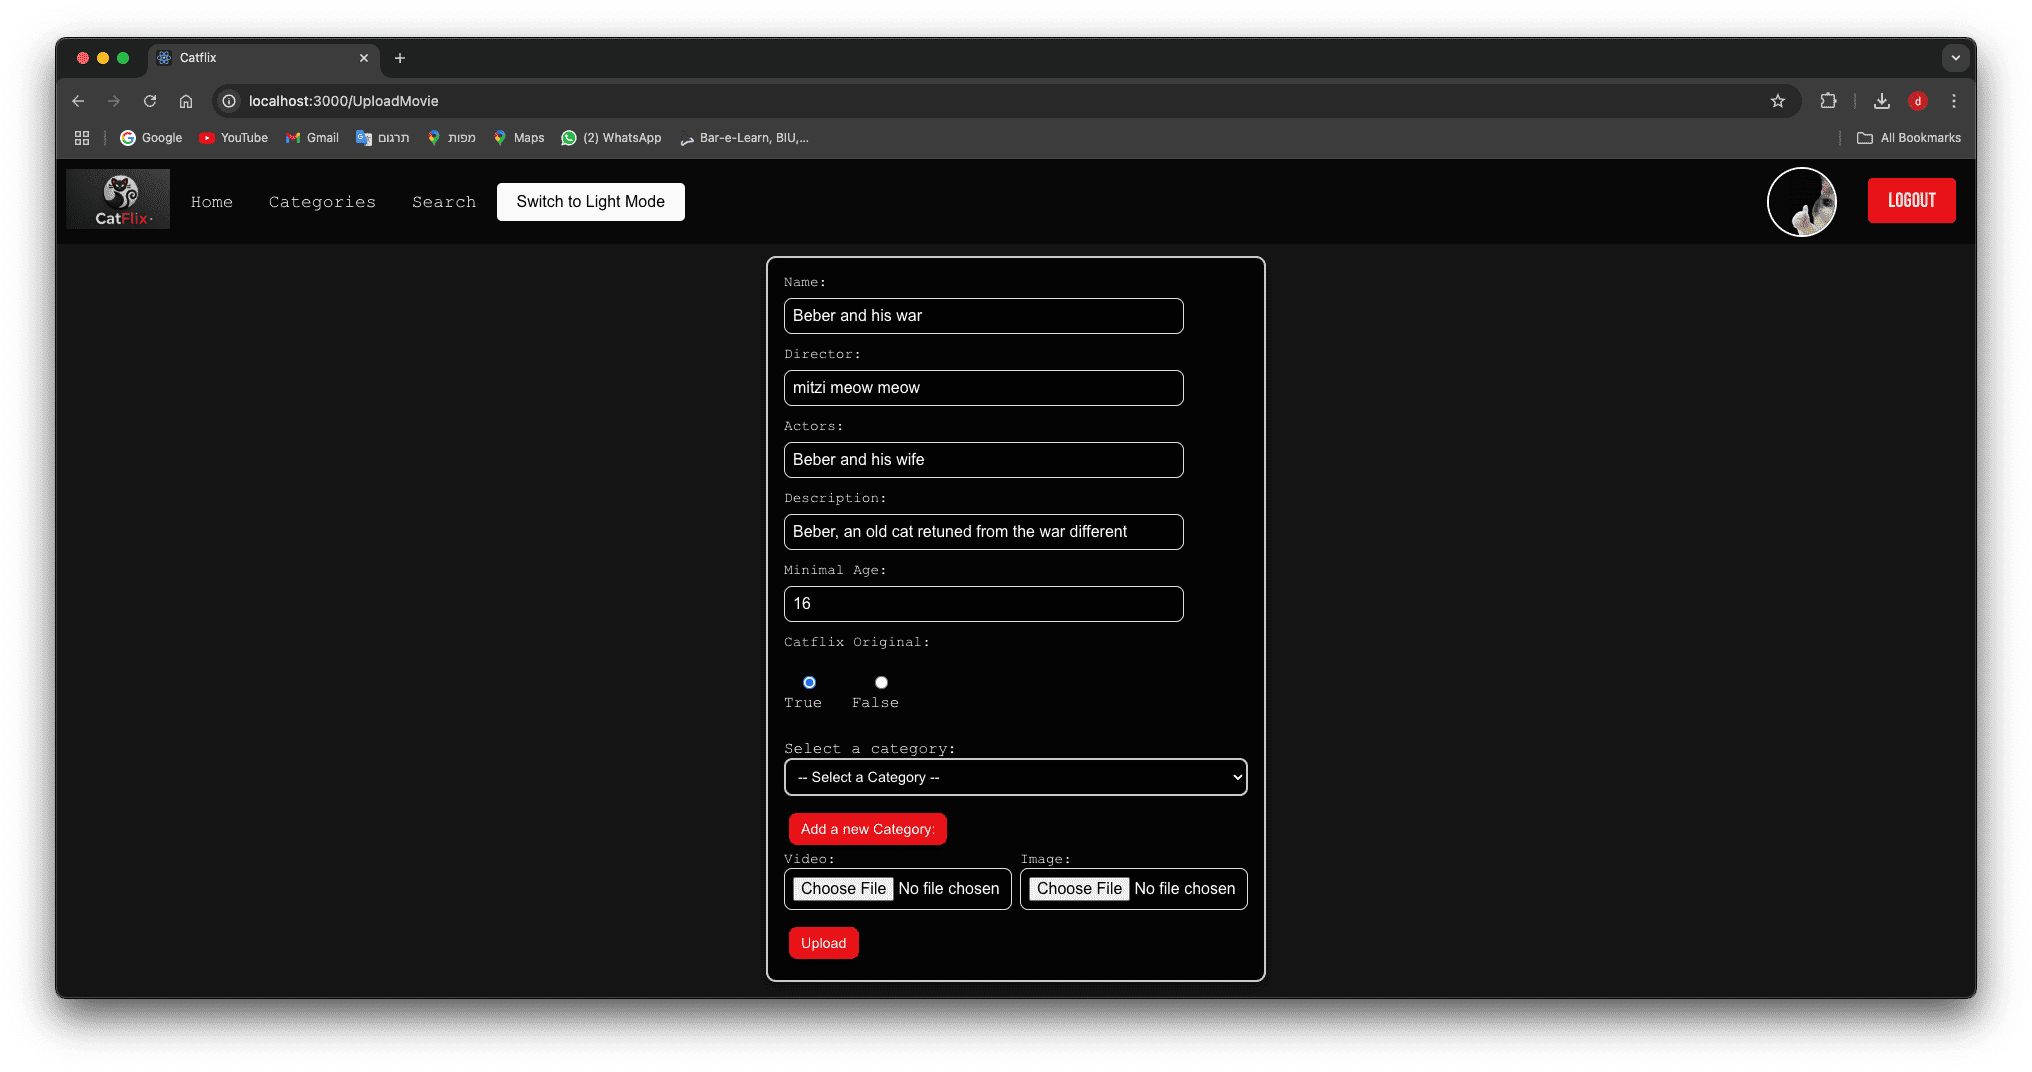 Catflix
localhost:3000/UploadMovie
Google YouTube Gmail תרגום מפות Maps (2) WhatsApp Bar-e-Learn, BIU,... All Bookmarks
CatFlix Home Categories Search Switch to Light Mode LOGOUT
Name:
Beber and his war
Director:
mitzi meow meow
Actors:
Beber and his wife
Description:
Beber, an old cat retuned from the war different
Minimal Age:
16
Catflix Original:
True False
Select a category:
-- Select a Category --
Add a new Category:
Video: Image:
Choose File No file chosen Choose File No file chosen
Upload